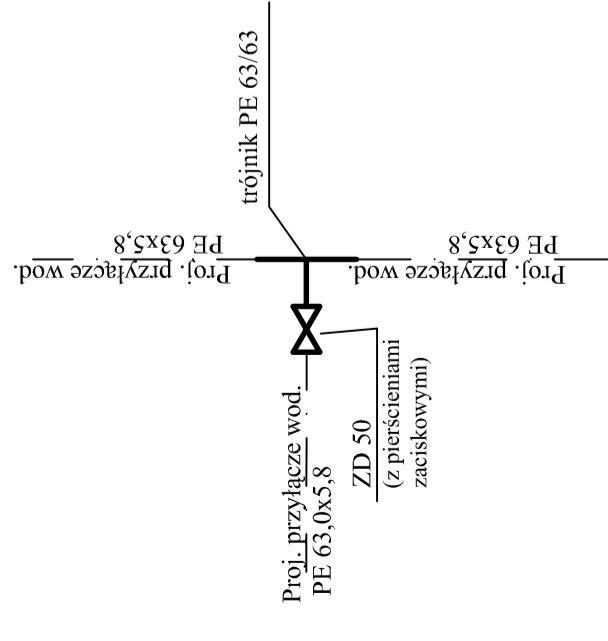 trójnik PE 63/63
Proj. przyłącze wod.
PE 63x5,8
Proj. przyłącze wod.
PE 63x5,8
Proj. przyłącze wod.
PE 63,0x5,8
ZD 50
(z pierścieniami
zaciskowymi)